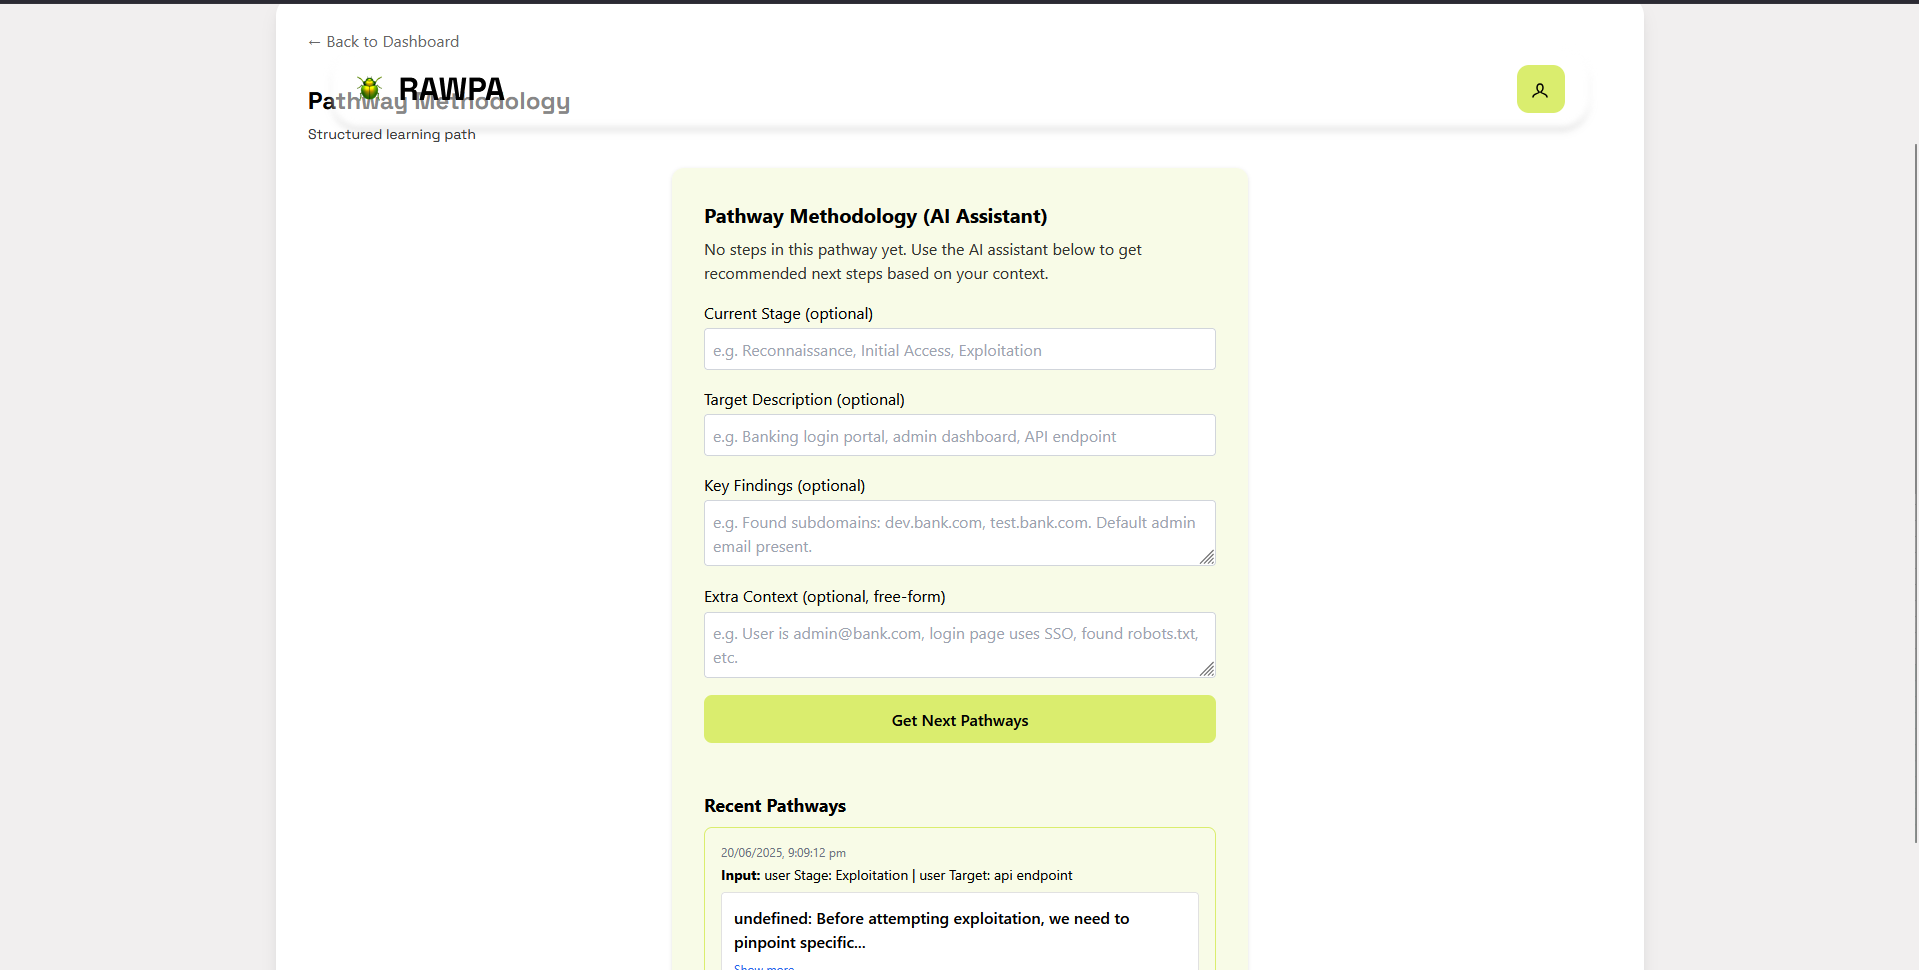 ← Back to Dashboard
RAWPA
Pathway Methodology
Structured learning path
Pathway Methodology (AI Assistant)
No steps in this pathway yet. Use the AI assistant below to get
recommended next steps based on your context.
Current Stage (optional)
e.g. Reconnaissance, Initial Access, Exploitation
Target Description (optional)
e.g. Banking login portal, admin dashboard, API endpoint
Key Findings (optional)
e.g. Found subdomains: dev.bank.com, test.bank.com. Default admin
email present.
Extra Context (optional, free-form)
e.g. User is admin@bank.com, login page uses SSO, found robots.txt,
etc.
Get Next Pathways
Recent Pathways
20/06/2025, 9:09:12 pm
Input: user Stage: Exploitation | user Target: api endpoint
undefined: Before attempting exploitation, we need to
pinpoint specific...
Show more